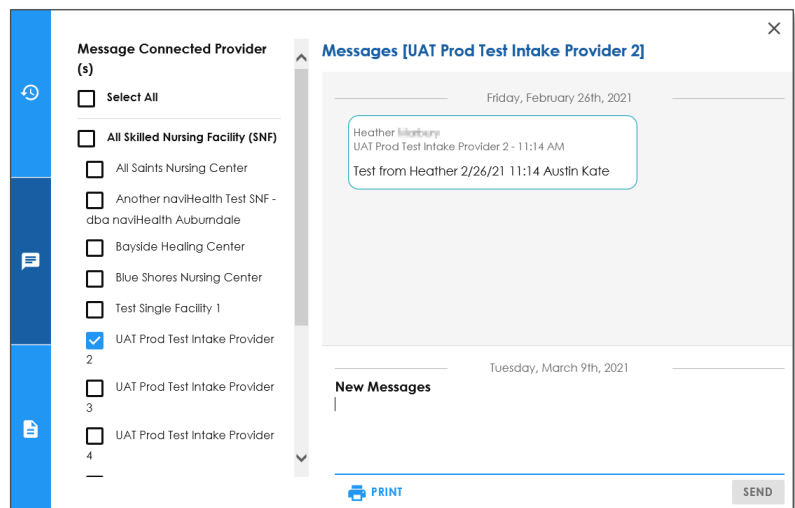 Message Connected Provider
(s)
Select All
All Skilled Nursing Facility (SNF)
All Saints Nursing Center
Another naviHealth Test SNF -
dba naviHealth Auburndale
Bayside Healing Center
Blue Shores Nursing Center
Test Single Facility 1
UAT Prod Test Intake Provider
2
UAT Prod Test Intake Provider
3
UAT Prod Test Intake Provider
4
Messages [UAT Prod Test Intake Provider 2]
Friday, February 26th, 2021
Heather
UAT Prod Test Intake Provider 2 - 11:14 AM
Test from Heather 2/26/21 11:14 Austin Kate
Tuesday, March 9th, 2021
New Messages
PRINT
SEND